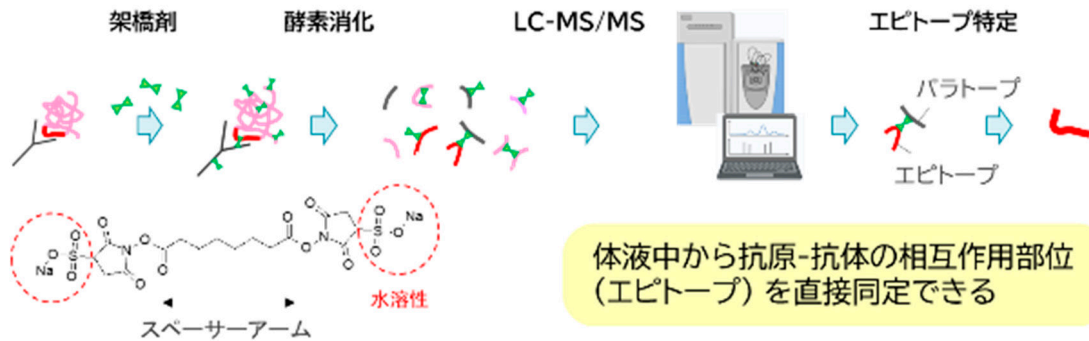 架橋剤
酵素消化
LC-MS/MS
エピトープ特定
パラトープ
エピトープ
Na
O
O
S
O
O
O
N
O
O
O
O
O
N
O
O
O
S
O
O
Na
水溶性
スペーサーアーム
体液中から抗原-抗体の相互作用部位
(エピトープ) を直接同定できる